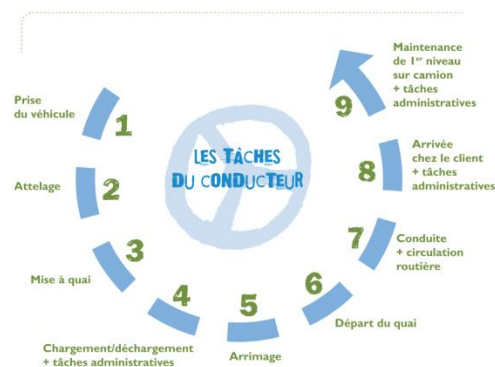 LES TÂCHES
DU CONDUCTEUR
1
Prise
du véhicule
2
Attelage
3
Mise à quai
4
Chargement/déchargement
+ tâches administratives
5
Arrimage
6
Départ du quai
7
Conduite
+ circulation
routière
8
Arrivée
chez le client
+ tâches
administratives
9
Maintenance
de 1er niveau
sur camion
+ tâches
administratives